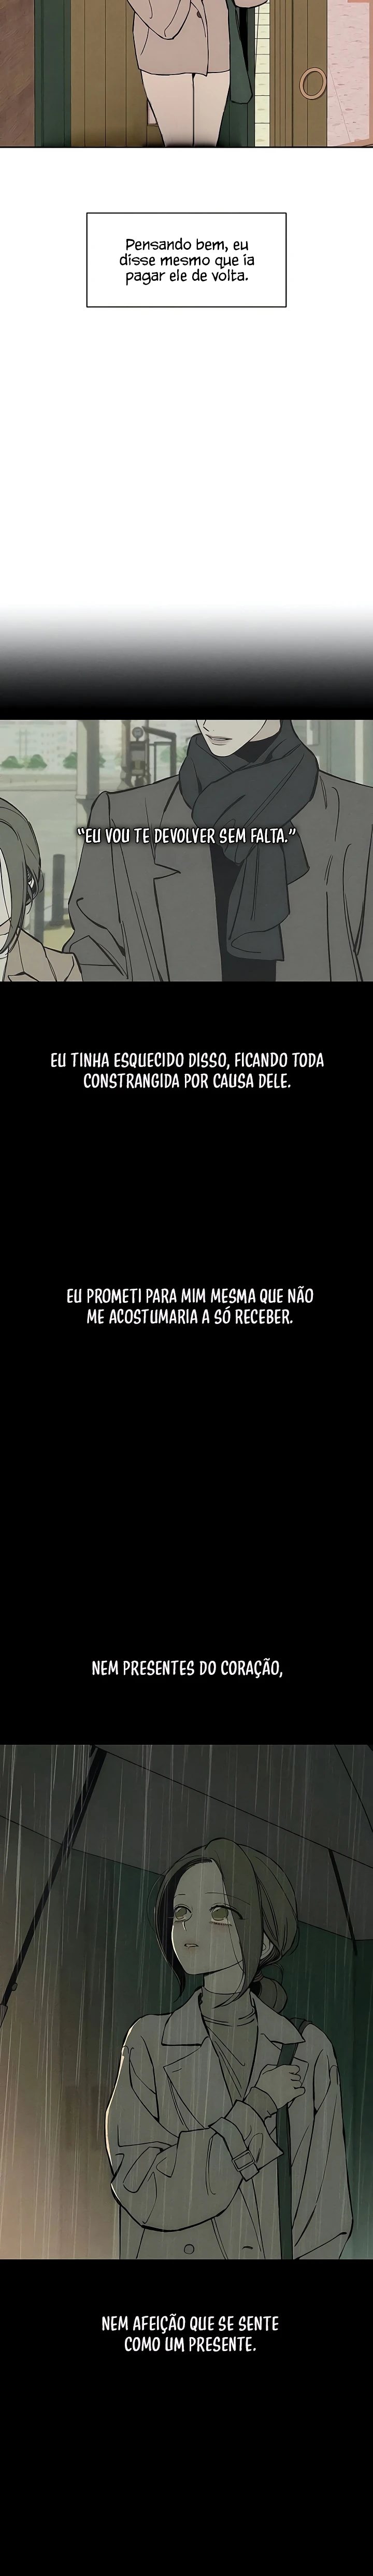 Pensando bem, eu
disse mesmo que ia
pagar ele de volta.
"EU VOU TE DEVOLVER SEM FALTA."
EU TINHA ESQUECIDO DISSO, FICANDO TODA
CONSTRANGIDA POR CAUSA DELE.
EU PROMETI PARA MIM MESMA QUE NÃO
ME ACOSTUMARIA A SÓ RECEBER.
NEM PRESENTES DO CORAÇÃO,
NEM AFEIÇÃO QUE SE SENTE
COMO UM PRESENTE.